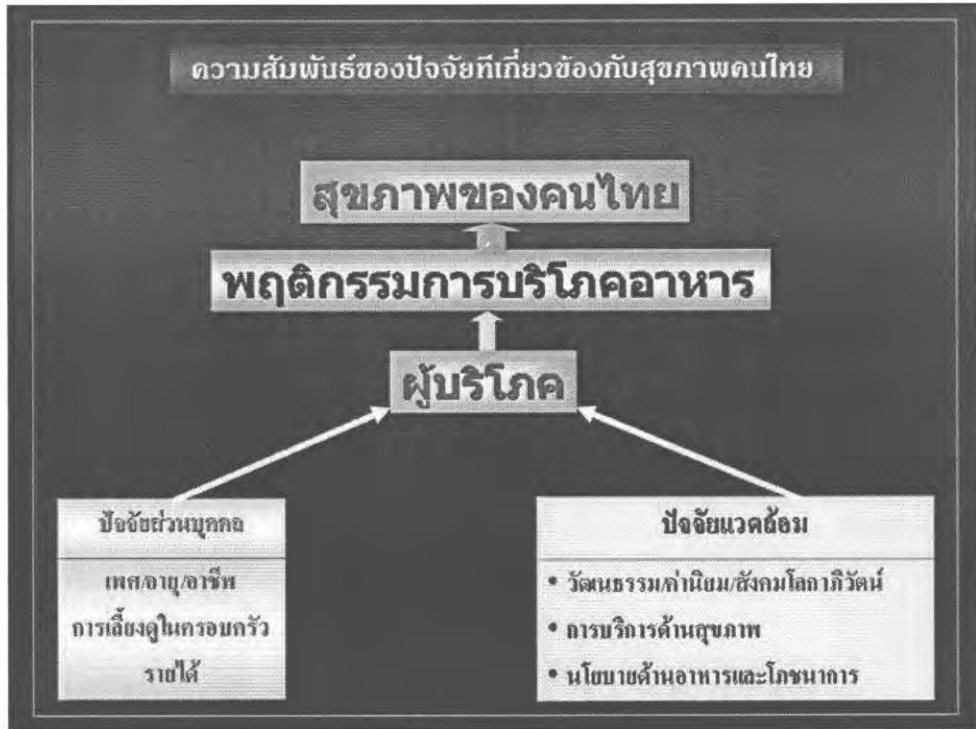 ความสัมพันธ์ของปัจจัยที่เกี่ยวข้องกับสุขภาพคนไทย
สุขภาพของคนไทย
พฤติกรรมการบริโภคอาหาร
ผู้บริโภค
ปัจจัยส่วนบุคคล
เพศ/อายุ/อาชีพ
การเลี้ยงดูในครอบครัว
รายได้
ปัจจัยแวดล้อม
• วัฒนธรรม/ค่านิยม/สังคมโลกาภิวัตน์
• การบริการด้านสุขภาพ
• นโยบายด้านอาหารและโภชนาการ